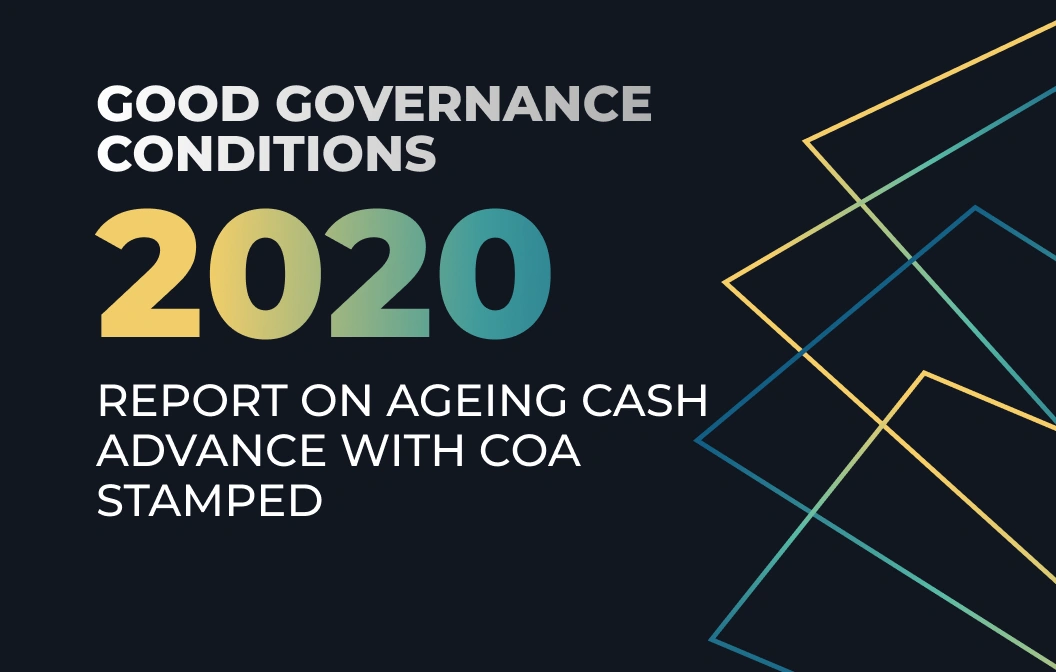 GOOD GOVERNANCE
CONDITIONS
2020
REPORT ON AGEING CASH
ADVANCE WITH COA
STAMPED